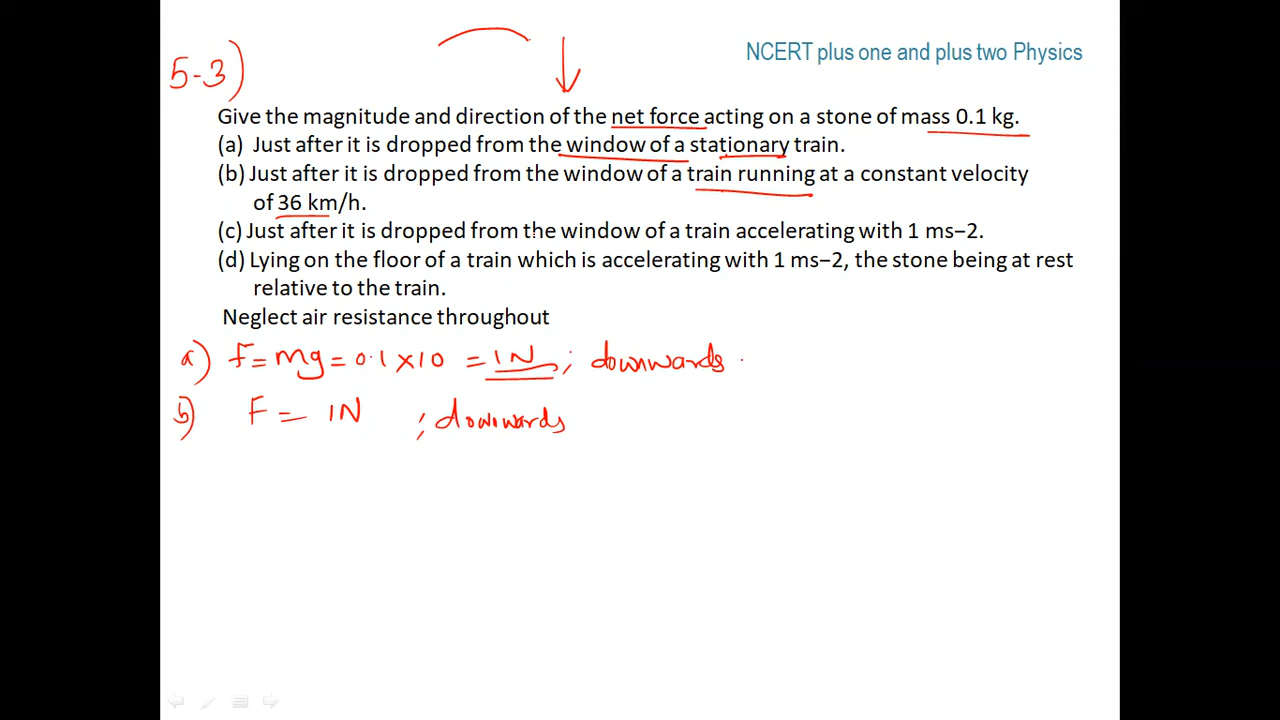 NCERT plus one and plus two Physics
5-3)
Give the magnitude and direction of the net force acting on a stone of mass 0.1 kg.
(a) Just after it is dropped from the window of a stationary train.
(b) Just after it is dropped from the window of a train running at a constant velocity
of 36 km/h.
(c) Just after it is dropped from the window of a train accelerating with 1 ms−2.
(d) Lying on the floor of a train which is accelerating with 1 ms−2, the stone being at rest
relative to the train.
Neglect air resistance throughout
a) F = mg = 0.1 × 10 = 1N ; downwards
b) F = 1N ; downwards